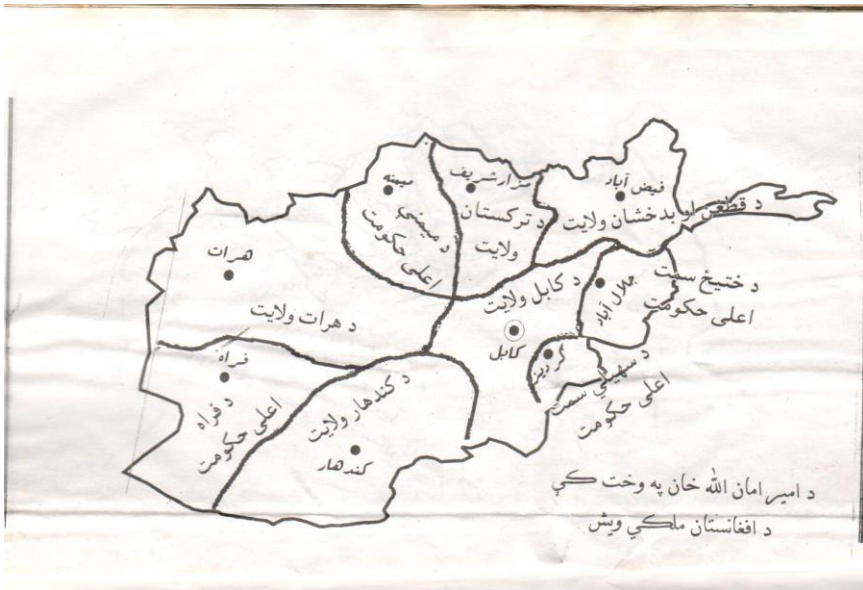 فیض آباد
د قطغن او بدخشان ولایت
مزارشریف
د ترکستان
ولایت
میمنه
د میمنې
اعلی حکومت
هرات
د هرات ولایت
د کابل ولایت
کابل
جلال آباد
د ختیځ سمت
اعلی حکومت
ګردیز
د سهیلي سمت
اعلی حکومت
فراه
د فراه
اعلی حکومت
د کندهار ولایت
کندهار
د امیر امان الله خان په وخت کې
د افغانستان ملکي ویش